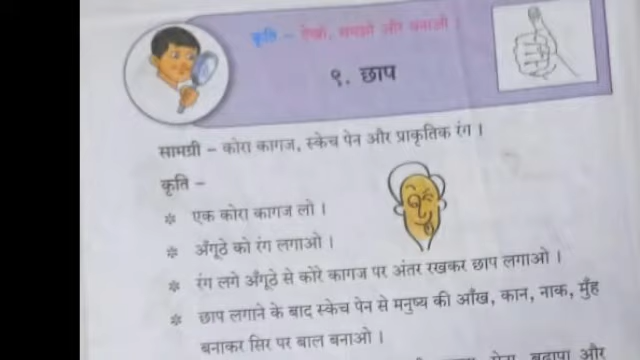 कृति – देखो, समझो और बनाओ ।
९. छाप
सामग्री – कोरा कागज, स्केच पेन और प्राकृतिक रंग ।
कृति –
* एक कोरा कागज लो ।
* अँगूठे को रंग लगाओ ।
* रंग लगे अँगूठे से कोरे कागज पर अंतर रखकर छाप लगाओ ।
* छाप लगाने के बाद स्केच पेन से मनुष्य की आँख, कान, नाक, मुँह
बनाकर सिर पर बाल बनाओ ।
और